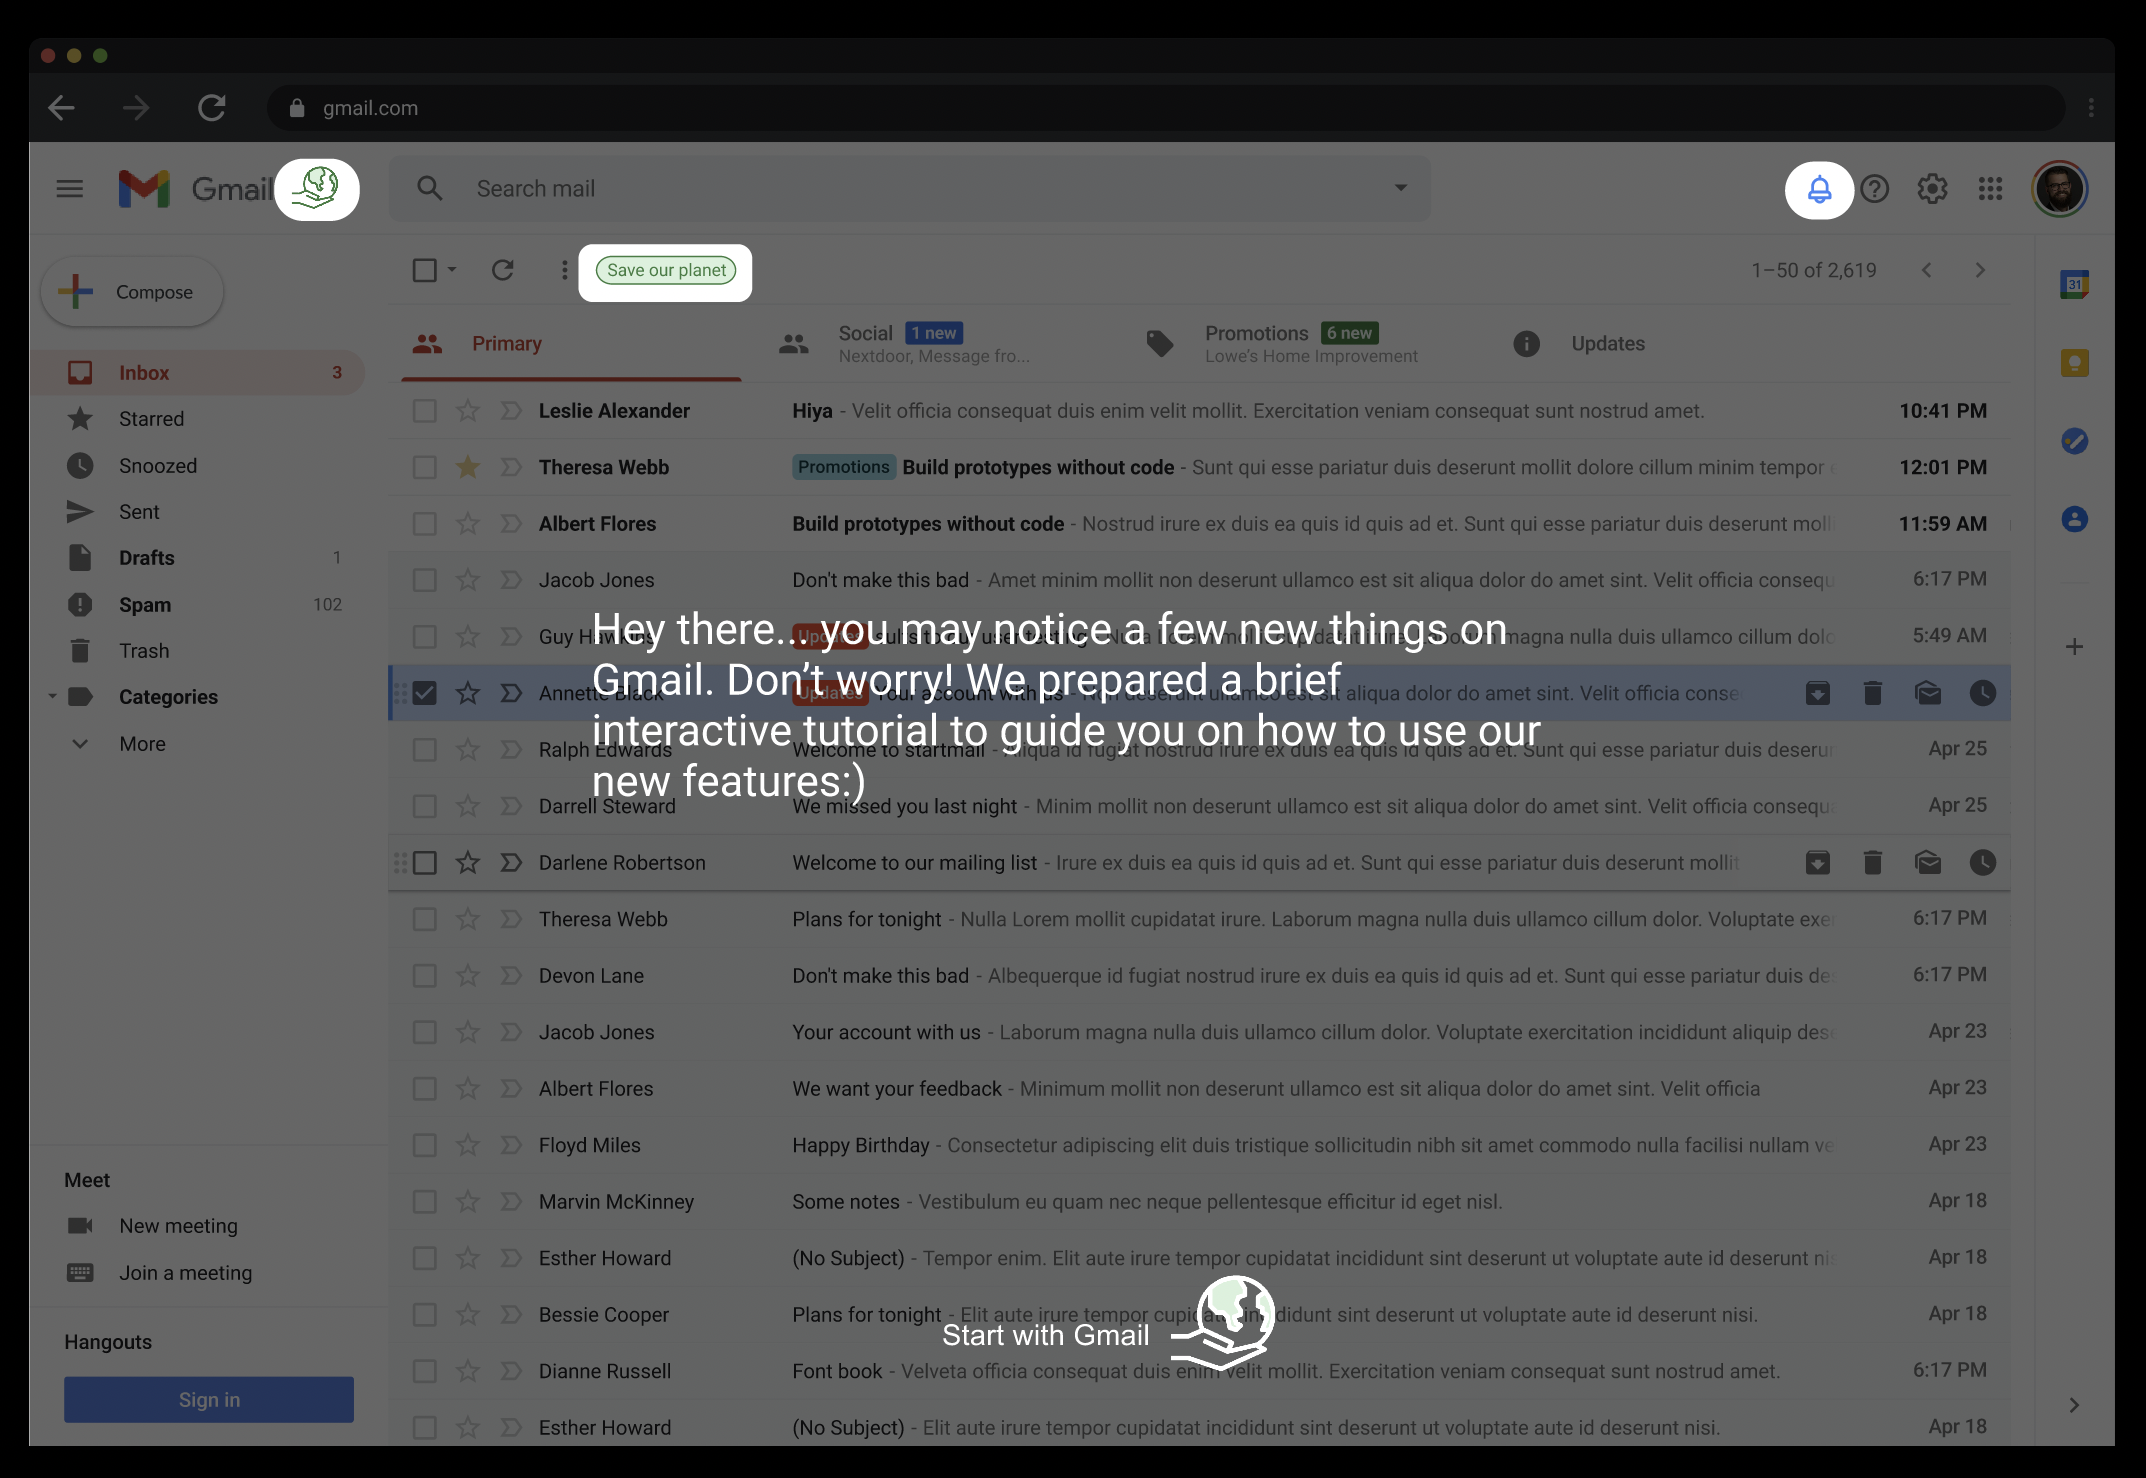 gmail.com
Gmail
Search mail
Compose
Save our planet
1–50 of 2,619
31
Primary
Social 1 new
Nextdoor, Message fro...
Promotions 6 new
Lowe's Home Improvement
Updates
Inbox 3
Starred
Snoozed
Sent
Drafts 1
Spam 102
Trash
Categories
More
Leslie Alexander Hiya - Velit officia consequat duis enim velit mollit. Exercitation veniam consequat sunt nostrud amet. 10:41 PM
Theresa Webb Promotions Build prototypes without code - Sunt qui esse pariatur duis deserunt mollit dolore cillum minim tempor 12:01 PM
Albert Flores Build prototypes without code - Nostrud irure ex duis ea quis id quis ad et. Sunt qui esse pariatur duis deserunt moll 11:59 AM
Jacob Jones Don't make this bad - Amet minim mollit non deserunt ullamco est sit aliqua dolor do amet sint. Velit officia consequ 6:17 PM
Guy Hawkins Updates subs to our user testing - Nulla Lorem mollit cupidatat irure. Laborum magna nulla duis ullamco cillum dolo 5:49 AM
Annette Black Updates Your account with us - Non deserunt ullamco est sit aliqua dolor do amet sint. Velit officia conse
Ralph Edwards Welcome to startmail - Aliqua id fugiat nostrud irure ex duis ea quis id quis ad et. Sunt qui esse pariatur duis deserun Apr 25
Darrell Steward We missed you last night - Minim mollit non deserunt ullamco est sit aliqua dolor do amet sint. Velit officia consequa Apr 25
Darlene Robertson Welcome to our mailing list - Irure ex duis ea quis id quis ad et. Sunt qui esse pariatur duis deserunt mollit
Theresa Webb Plans for tonight - Nulla Lorem mollit cupidatat irure. Laborum magna nulla duis ullamco cillum dolor. Voluptate exe 6:17 PM
Devon Lane Don't make this bad - Albequerque id fugiat nostrud irure ex duis ea quis id quis ad et. Sunt qui esse pariatur duis de 6:17 PM
Jacob Jones Your account with us - Laborum magna nulla duis ullamco cillum dolor. Voluptate exercitation incididunt aliquip dese Apr 23
Albert Flores We want your feedback - Minimum mollit non deserunt ullamco est sit aliqua dolor do amet sint. Velit officia Apr 23
Floyd Miles Happy Birthday - Consectetur adipiscing elit duis tristique sollicitudin nibh sit amet commodo nulla facilisi nullam ve Apr 23
Marvin McKinney Some notes - Vestibulum eu quam nec neque pellentesque efficitur id eget nisl. Apr 18
Esther Howard (No Subject) - Tempor enim. Elit aute irure tempor cupidatat incididunt sint deserunt ut voluptate aute id deserunt nis Apr 18
Bessie Cooper Plans for tonight - Elit aute irure tempor cupidatat incididunt sint deserunt ut voluptate aute id deserunt nisi. Apr 18
Dianne Russell Font book - Velveta officia consequat duis enim velit mollit. Exercitation veniam consequat sunt nostrud amet. 6:17 PM
Esther Howard (No Subject) - Elit aute irure tempor cupidatat incididunt sint deserunt ut voluptate aute id deserunt nisi. Apr 18
Hey there... you may notice a few new things on
Gmail. Don't worry! We prepared a brief
interactive tutorial to guide you on how to use our
new features:)
Start with Gmail
Meet
New meeting
Join a meeting
Hangouts
Sign in